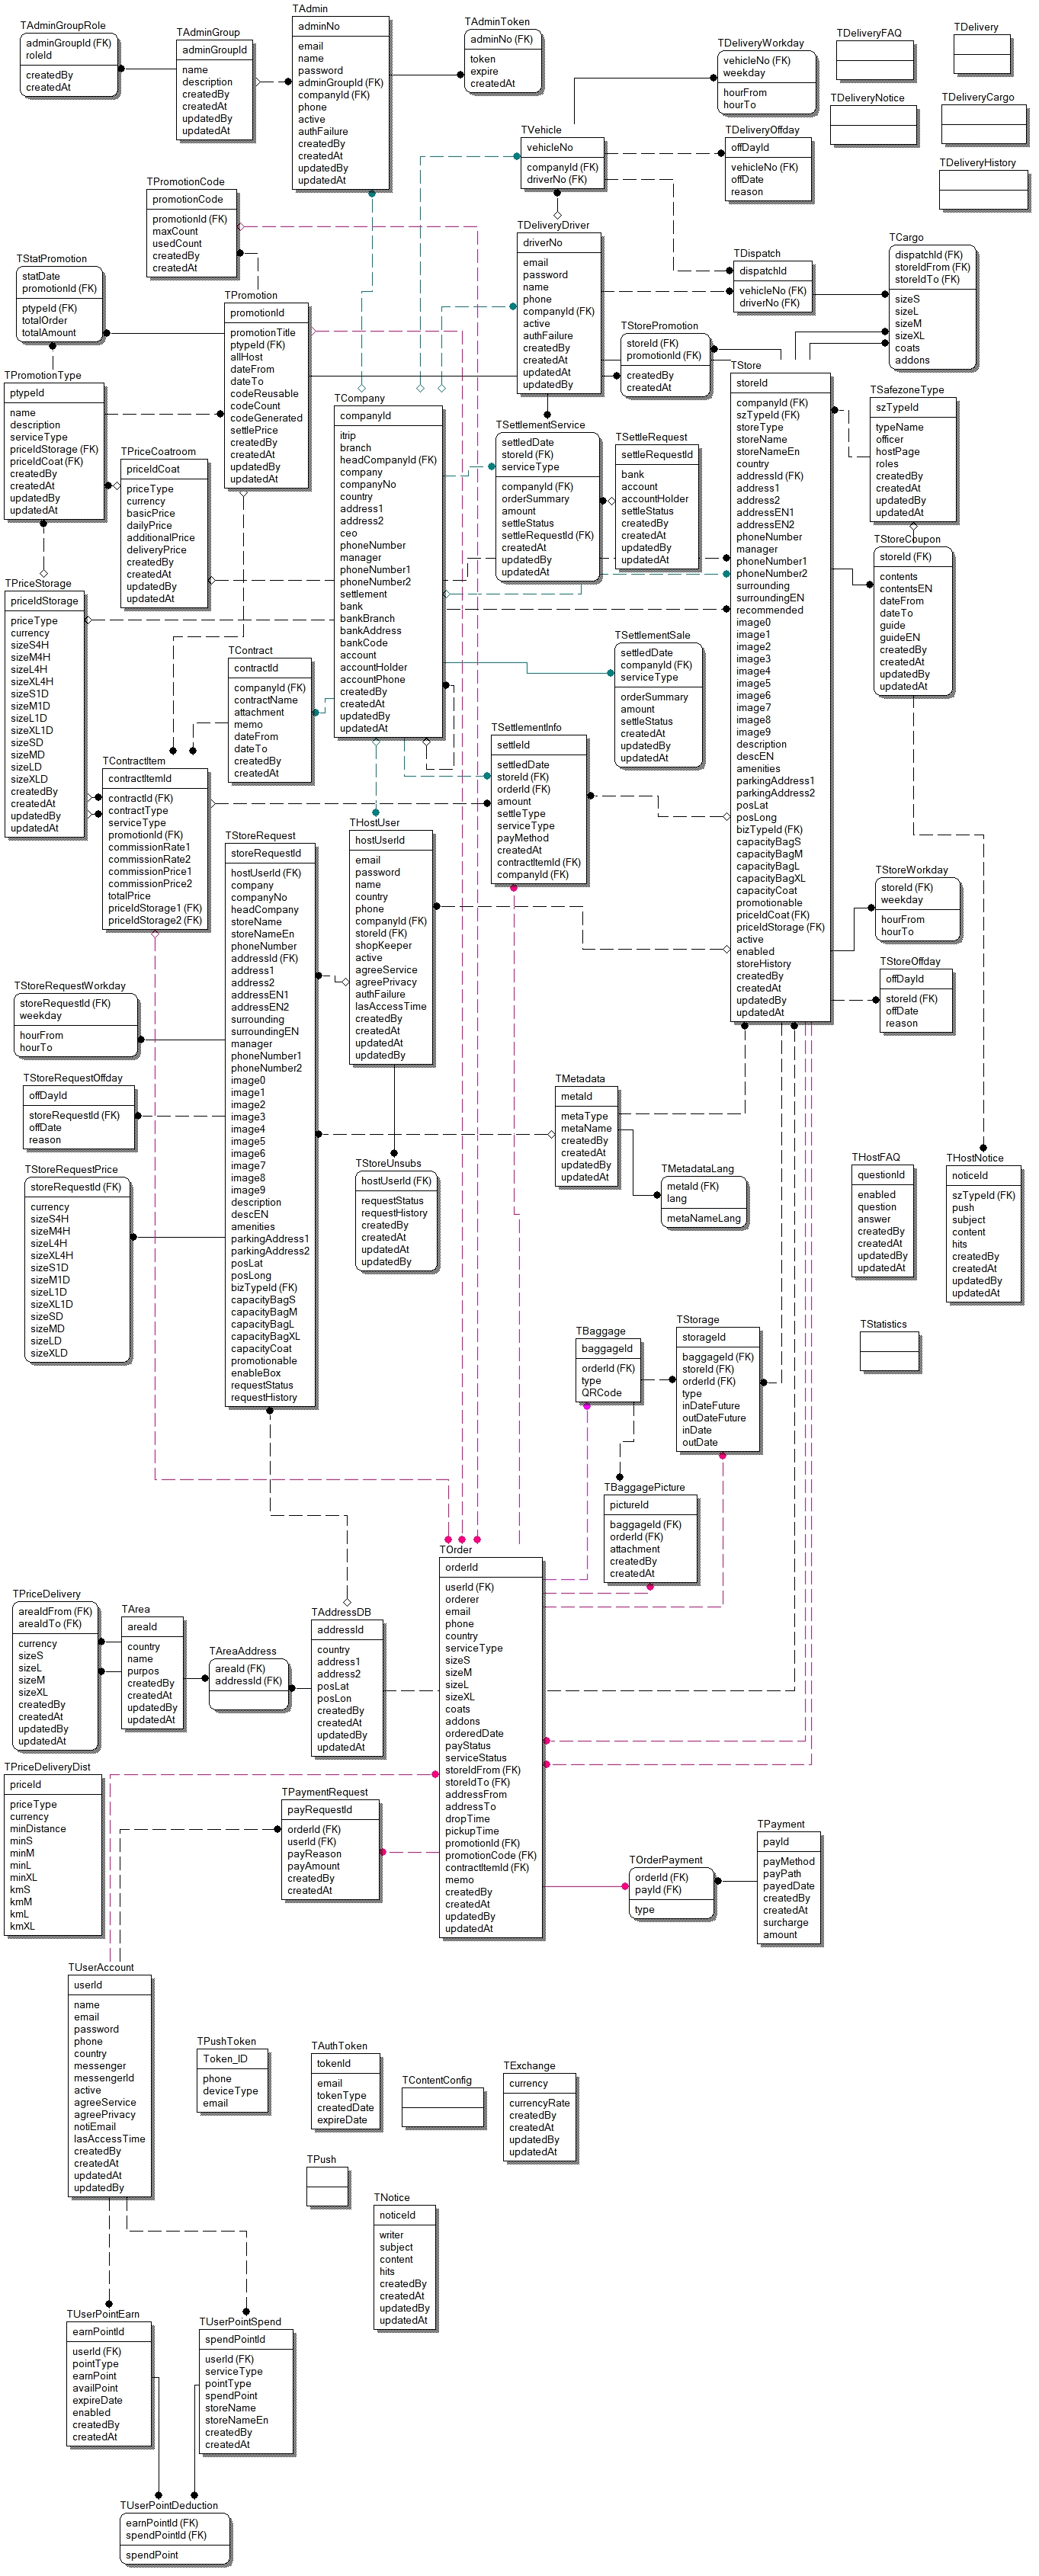 TAdminGroupRole
adminGroupId (FK)
roleId
createdBy
createdAt
TAdminGroup
adminGroupId
name
description
createdBy
createdAt
updatedBy
updatedAt
TAdmin
adminNo
email
name
password
adminGroupId (FK)
companyId (FK)
phone
active
authFailure
createdBy
createdAt
updatedBy
updatedAt
TAdminToken
adminNo (FK)
token
expire
createdAt
TDeliveryWorkday
vehicleNo (FK)
weekday
hourFrom
hourTo
TDeliveryFAQ
TDelivery
TDeliveryNotice
TDeliveryCargo
TDeliveryHistory
TVehicle
vehicleNo
companyId (FK)
driverNo (FK)
TDeliveryOffday
offDayId
vehicleNo (FK)
offDate
reason
TPromotionCode
promotionCode
promotionId (FK)
maxCount
usedCount
createdBy
createdAt
TDeliveryDriver
driverNo
email
password
name
phone
companyId (FK)
active
authFailure
createdBy
createdAt
updatedAt
updatedBy
TDispatch
dispatchId
vehicleNo (FK)
driverNo (FK)
TCargo
dispatchId (FK)
storeIdFrom (FK)
storeIdTo (FK)
sizeS
sizeL
sizeM
sizeXL
coats
addons
TStatPromotion
statDate
promotionId (FK)
ptypeId (FK)
totalOrder
totalAmount
TPromotion
promotionId
promotionTitle
ptypeId (FK)
allHost
dateFrom
dateTo
codeReusable
codeCount
codeGenerated
settlePrice
createdBy
createdAt
updatedBy
updatedAt
TStorePromotion
storeId (FK)
promotionId (FK)
createdBy
createdAt
TPromotionType
ptypeId
name
description
serviceType
priceIdStorage (FK)
priceIdCoat (FK)
createdBy
createdAt
updatedBy
updatedAt
TPriceCoatroom
priceIdCoat
priceType
currency
basicPrice
dailyPrice
additionalPrice
deliveryPrice
createdBy
createdAt
updatedBy
updatedAt
TCompany
companyId
itrip
branch
headCompanyId (FK)
company
companyNo
country
address1
address2
ceo
phoneNumber
manager
phoneNumber1
phoneNumber2
settlement
bank
bankBranch
bankAddress
bankCode
account
accountHolder
accountPhone
createdBy
createdAt
updatedBy
updatedAt
TSettlementService
settledDate
storeId (FK)
serviceType
companyId (FK)
orderSummary
amount
settleStatus
settleRequestId (FK)
createdAt
updatedBy
updatedAt
TSettleRequest
settleRequestId
bank
account
accountHolder
settleStatus
createdBy
createdAt
updatedBy
updatedAt
TStore
storeId
companyId (FK)
szTypeId (FK)
storeType
storeName
storeNameEn
country
addressId (FK)
address1
address2
addressEN1
addressEN2
phoneNumber
manager
phoneNumber1
phoneNumber2
surrounding
surroundingEN
recommended
image0
image1
image2
image3
image4
image5
image6
image7
image8
image9
description
descEN
amenities
parkingAddress1
parkingAddress2
posLat
posLong
bizTypeId (FK)
capacityBagS
capacityBagM
capacityBagL
capacityBagXL
capacityCoat
promotionable
priceIdCoat (FK)
priceIdStorage (FK)
active
enabled
storeHistory
createdBy
createdAt
updatedBy
updatedAt
TSafezoneType
szTypeId
typeName
officer
hostPage
roles
createdBy
createdAt
updatedBy
updatedAt
TStoreCoupon
storeId (FK)
contents
contentsEN
dateFrom
dateTo
guide
guideEN
createdBy
createdAt
updatedBy
updatedAt
TPriceStorage
priceIdStorage
priceType
currency
sizeS4H
sizeM4H
sizeL4H
sizeXL4H
sizeS1D
sizeM1D
sizeL1D
sizeXL1D
sizeSD
sizeMD
sizeLD
sizeXLD
createdBy
createdAt
updatedBy
updatedAt
TContract
contractId
companyId (FK)
contractName
attachment
memo
dateFrom
dateTo
createdBy
createdAt
TSettlementSale
settledDate
companyId (FK)
serviceType
orderSummary
amount
settleStatus
createdAt
updatedBy
updatedAt
TSettlementInfo
settleId
settledDate
storeId (FK)
orderId (FK)
amount
settleType
serviceType
payMethod
createdAt
contractItemId (FK)
companyId (FK)
TContractItem
contractItemId
contractId (FK)
contractType
serviceType
promotionId (FK)
commissionRate1
commissionRate2
commissionPrice1
commissionPrice2
totalPrice
priceIdStorage1 (FK)
priceIdStorage2 (FK)
TStoreRequest
storeRequestId
hostUserId (FK)
company
companyNo
headCompany
storeName
storeNameEn
phoneNumber
addressId (FK)
address1
address2
addressEN1
addressEN2
surrounding
surroundingEN
manager
phoneNumber1
phoneNumber2
image0
image1
image2
image3
image4
image5
image6
image7
image8
image9
description
descEN
amenities
parkingAddress1
parkingAddress2
posLat
posLong
bizTypeId (FK)
capacityBagS
capacityBagM
capacityBagL
capacityBagXL
capacityCoat
promotionable
enableBox
requestStatus
requestHistory
THostUser
hostUserId
email
password
name
country
phone
companyId (FK)
storeId (FK)
shopKeeper
active
agreeService
agreePrivacy
authFailure
lasAccessTime
createdBy
createdAt
updatedAt
updatedBy
TStoreWorkday
storeId (FK)
weekday
hourFrom
hourTo
TStoreOffday
offDayId
storeId (FK)
offDate
reason
TStoreRequestWorkday
storeRequestId (FK)
weekday
hourFrom
hourTo
TStoreRequestOffday
offDayId
storeRequestId (FK)
offDate
reason
TStoreRequestPrice
storeRequestId (FK)
currency
sizeS4H
sizeM4H
sizeL4H
sizeXL4H
sizeS1D
sizeM1D
sizeL1D
sizeXL1D
sizeSD
sizeMD
sizeLD
sizeXLD
TMetadata
metaId
metaType
metaName
createdBy
createdAt
updatedBy
updatedAt
TStoreUnsubs
hostUserId (FK)
requestStatus
requestHistory
createdBy
createdAt
updatedAt
updatedBy
TMetadataLang
metaId (FK)
lang
metaNameLang
THostFAQ
questionId
enabled
question
answer
createdBy
createdAt
updatedBy
updatedAt
THostNotice
noticeId
szTypeId (FK)
push
subject
content
hits
createdBy
createdAt
updatedBy
updatedAt
TStatistics
TBaggage
baggageId
orderId (FK)
type
QRCode
TStorage
storageId
baggageId (FK)
storeId (FK)
orderId (FK)
type
inDateFuture
outDateFuture
inDate
outDate
TBaggagePicture
pictureId
baggageId (FK)
orderId (FK)
attachment
createdBy
createdAt
TOrder
orderId
userId (FK)
orderer
email
phone
country
serviceType
sizeS
sizeM
sizeL
sizeXL
coats
addons
orderedDate
payStatus
serviceStatus
storeIdFrom (FK)
storeIdTo (FK)
addressFrom
addressTo
dropTime
pickupTime
promotionId (FK)
promotionCode (FK)
contractItemId (FK)
memo
createdBy
createdAt
updatedBy
updatedAt
TPriceDelivery
areaIdFrom (FK)
areaIdTo (FK)
currency
sizeS
sizeL
sizeM
sizeXL
createdBy
createdAt
updatedBy
updatedAt
TArea
areaId
country
name
purpos
createdBy
createdAt
updatedBy
updatedAt
TAreaAddress
areaId (FK)
addressId (FK)
TAddressDB
addressId
country
address1
address2
posLat
posLon
createdBy
createdAt
updatedBy
updatedAt
TPriceDeliveryDist
priceId
priceType
currency
minDistance
minS
minM
minL
minXL
kmS
kmM
kmL
kmXL
TPaymentRequest
payRequestId
orderId (FK)
userId (FK)
payReason
payAmount
createdBy
createdAt
TOrderPayment
orderId (FK)
payId (FK)
type
TPayment
payId
payMethod
payPath
payedDate
createdBy
createdAt
surcharge
amount
TUserAccount
userId
name
email
password
phone
country
messenger
messengerId
active
agreeService
agreePrivacy
notiEmail
lasAccessTime
createdBy
createdAt
updatedAt
updatedBy
TPushToken
Token_ID
phone
deviceType
email
TAuthToken
tokenId
email
tokenType
createdDate
expireDate
TContentConfig
TExchange
currency
currencyRate
createdBy
createdAt
updatedBy
updatedAt
TPush
TNotice
noticeId
writer
subject
content
hits
createdBy
createdAt
updatedBy
updatedAt
TUserPointEarn
earnPointId
userId (FK)
pointType
earnPoint
availPoint
expireDate
enabled
createdBy
createdAt
TUserPointSpend
spendPointId
userId (FK)
serviceType
pointType
spendPoint
storeName
storeNameEn
createdBy
createdAt
TUserPointDeduction
earnPointId (FK)
spendPointId (FK)
spendPoint